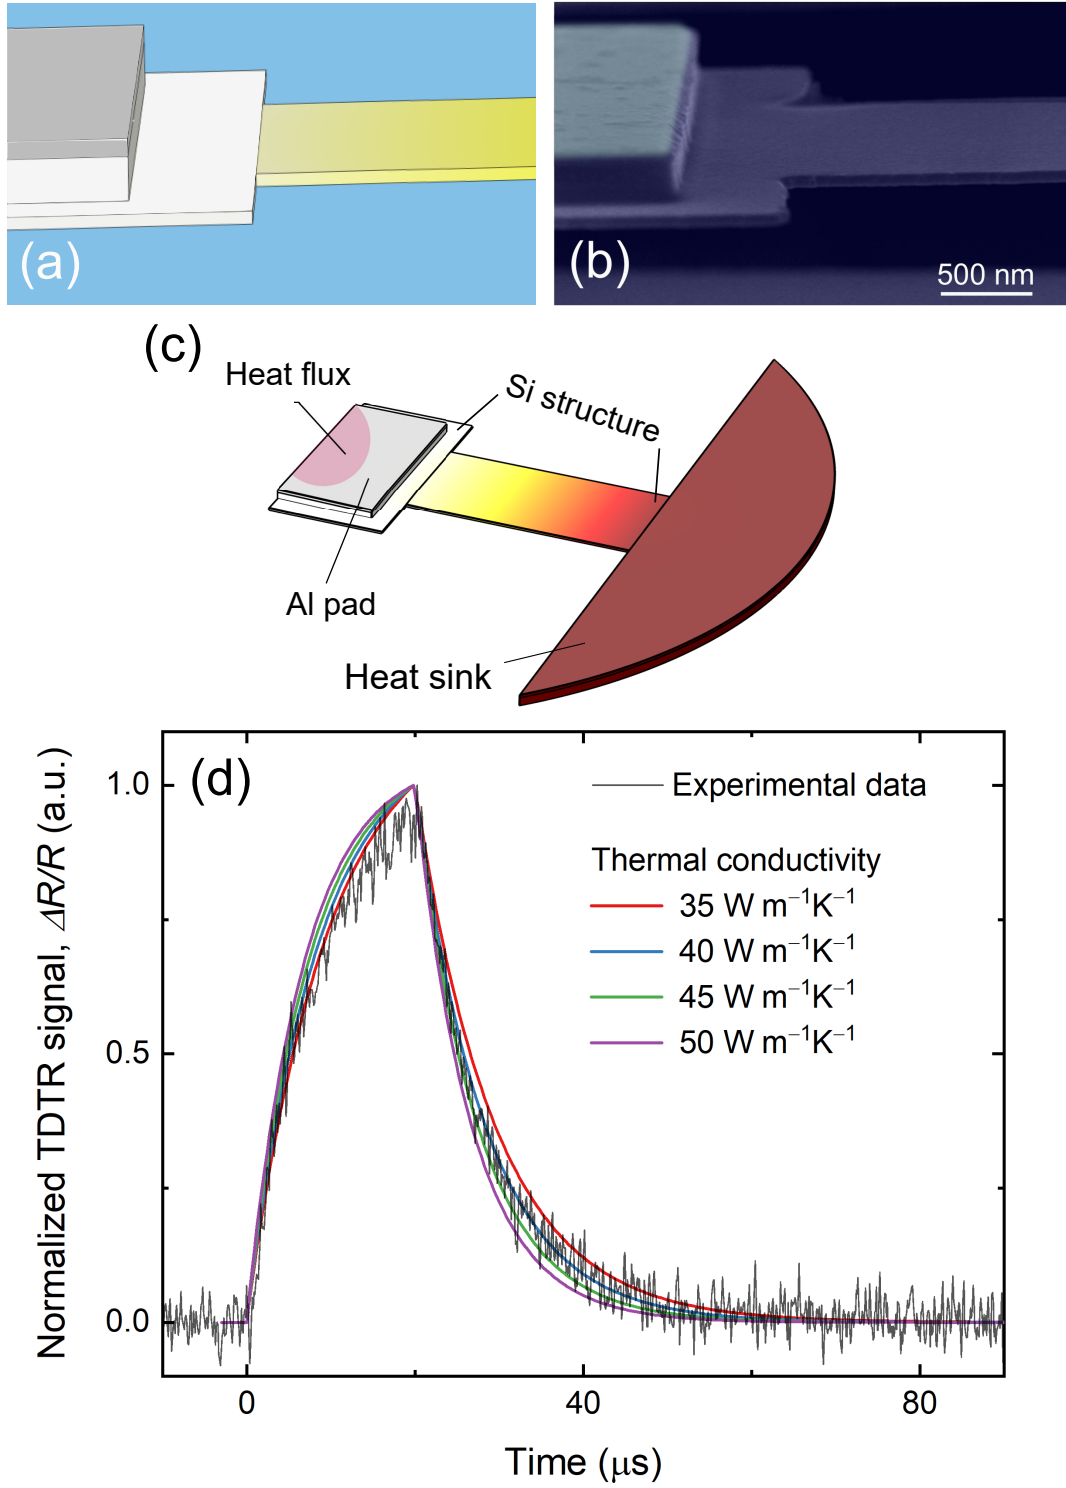 (a)
(b)
500 nm
(c)
Heat flux
Si structure
Al pad
Heat sink
(d)
Normalized TDTR signal, ΔR/R (a.u.)
1.0
0.5
0.0
Experimental data
Thermal conductivity
35 W m⁻¹K⁻¹
40 W m⁻¹K⁻¹
45 W m⁻¹K⁻¹
50 W m⁻¹K⁻¹
0
40
80
Time (μs)